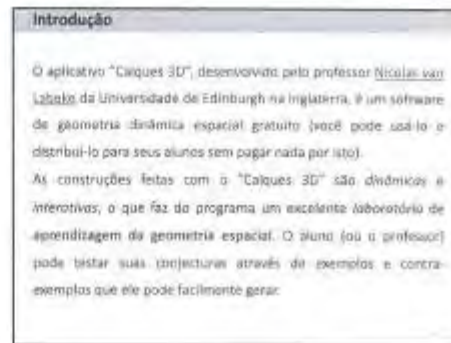 Introdução
O aplicativo "Calques 3D", desenvolvido pelo professor Nicolas van
Labeke da Universidade de Edinburgh na Inglaterra, é um software
de geometria dinâmica espacial gratuito (você pode usá-lo e
distribuí-lo para seus alunos sem pagar nada por isto).
As construções feitas com o "Calques 3D" são dinâmicas e
interativas, o que faz do programa um excelente laboratório de
aprendizagem da geometria espacial. O aluno (ou o professor)
pode testar suas conjecturas através de exemplos e contra-
exemplos que ele pode facilmente gerar.